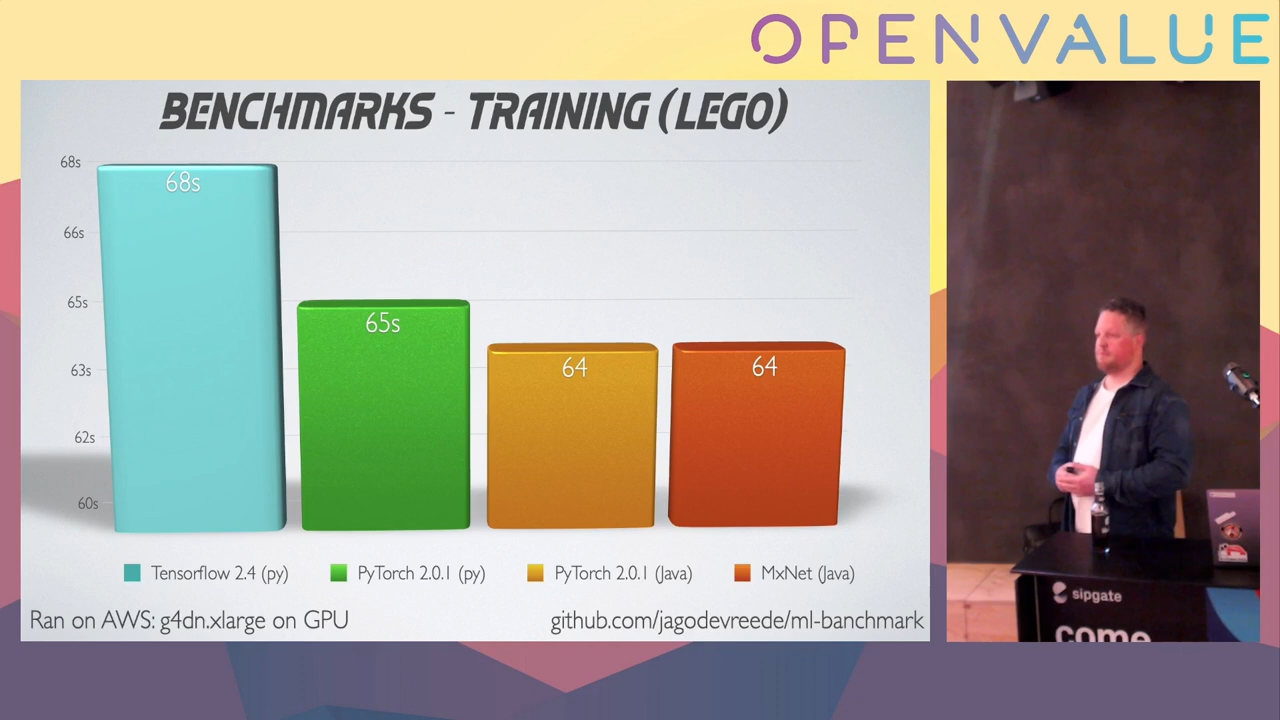 OPENVALUE
BENCHMARKS - TRAINING (LEGO)
68s
66s
65s
63s
62s
60s
68s
65s
64
64
Tensorflow 2.4 (py)
PyTorch 2.0.1 (py)
PyTorch 2.0.1 (Java)
MxNet (Java)
Ran on AWS: g4dn.xlarge on GPU
github.com/jagodevreede/ml-banchmark
sipgate
come